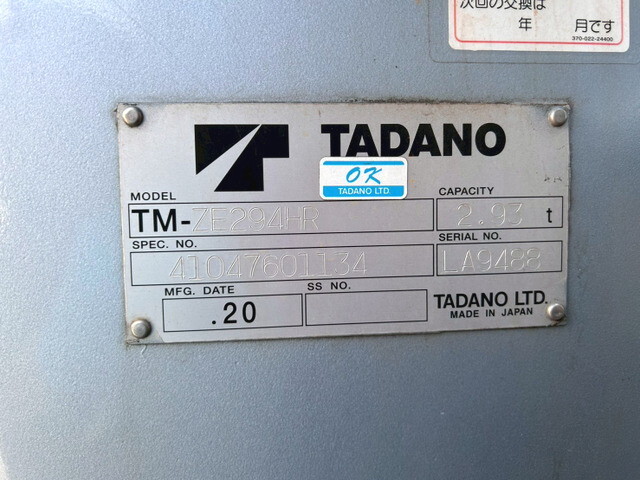 次回の交換は
年 月です
370-022-24400
TADANO
OK
TADANO LTD.
MODEL
CAPACITY
TM-ZE294HR
2.93 t
SPEC. NO.
SERIAL NO.
41047601134
LA9488
MFG. DATE
SS NO.
.20
TADANO LTD.
MADE IN JAPAN